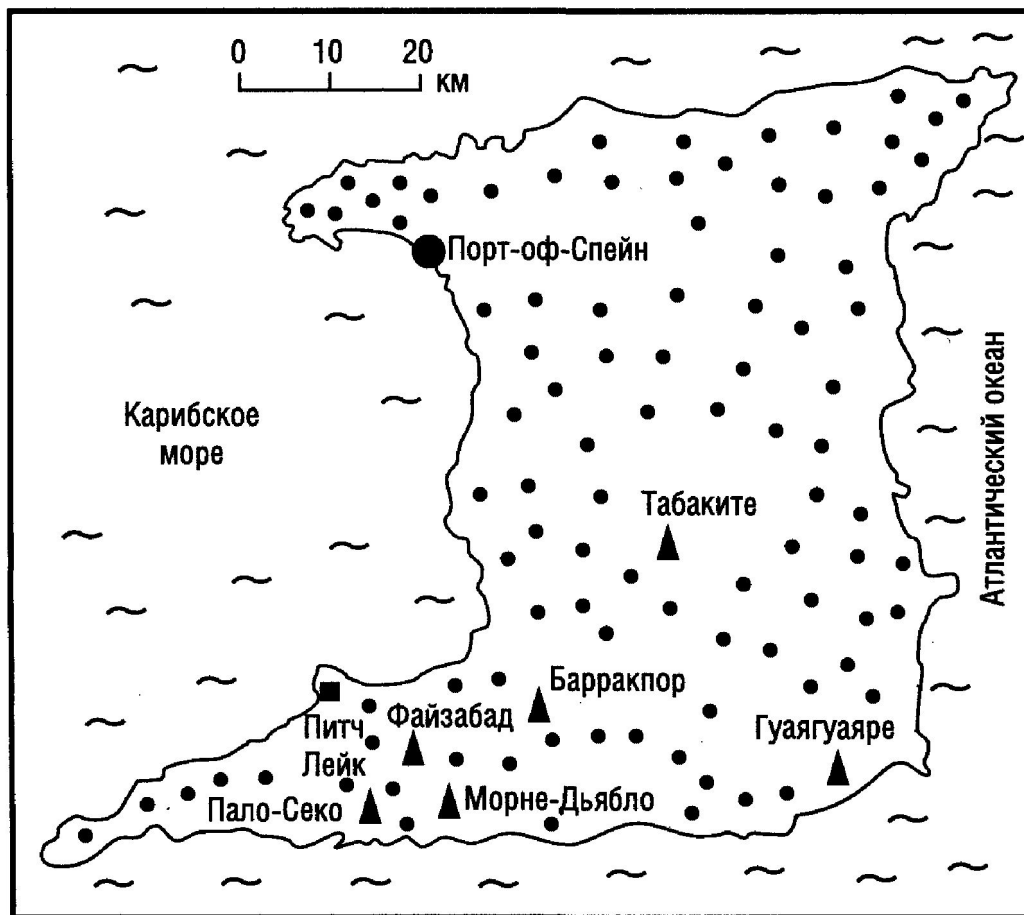 0 10 20
км
Порт-оф-Спейн
Карибское
море
Атлантический океан
Табаките
Барракпор
Питч
Лейк
Файзабад
Гуаягуаяре
Пало-Секо
Морне-Дьябло